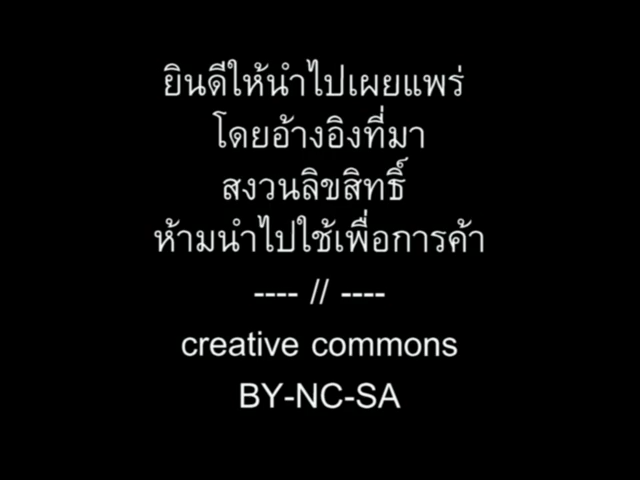 ยินดีให้นำไปเผยแพร่
โดยอ้างอิงที่มา
สงวนลิขสิทธิ์
ห้ามนำไปใช้เพื่อการค้า
---- // ----
creative commons
BY-NC-SA